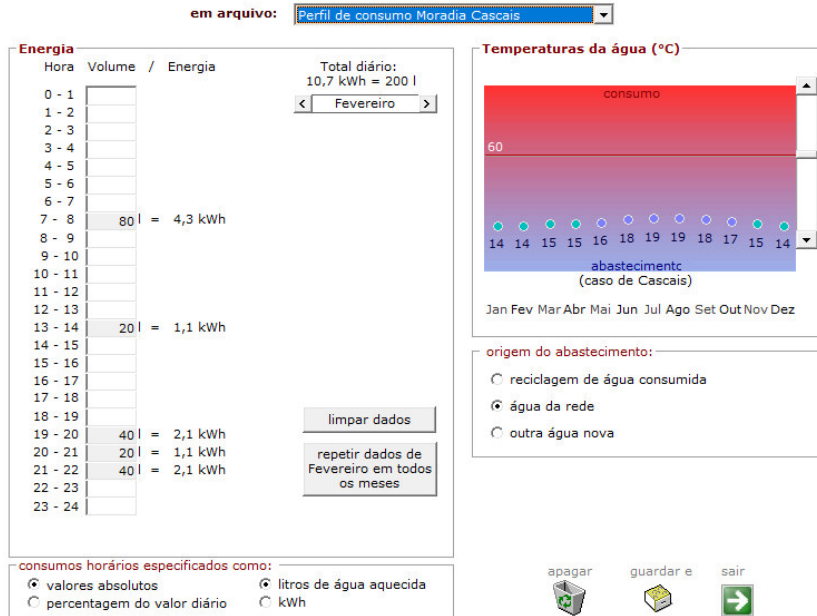 em arquivo: Perfil de consumo Moradia Cascais
Energia
Hora Volume / Energia
Total diário:
10,7 kWh = 200 l
< Fevereiro >
0 - 1
1 - 2
2 - 3
3 - 4
4 - 5
5 - 6
6 - 7
7 - 8 80 l = 4,3 kWh
8 - 9
9 - 10
10 - 11
11 - 12
12 - 13
13 - 14 20 l = 1,1 kWh
14 - 15
15 - 16
16 - 17
17 - 18
18 - 19
19 - 20 40 l = 2,1 kWh
20 - 21 20 l = 1,1 kWh
21 - 22 40 l = 2,1 kWh
22 - 23
23 - 24
limpar dados
repetir dados de
Fevereiro em todos
os meses
consumos horários especificados como:
valores absolutos
percentagem do valor diário
litros de água aquecida
kWh
Temperaturas da água (°C)
consumo
60
14 14 15 15 16 18 19 19 18 17 15 14
abastecimentc
(caso de Cascais)
Jan Fev Mar Abr Mai Jun Jul Ago Set Out Nov Dez
origem do abastecimento:
reciclagem de água consumida
água da rede
outra água nova
apagar guardar e sair